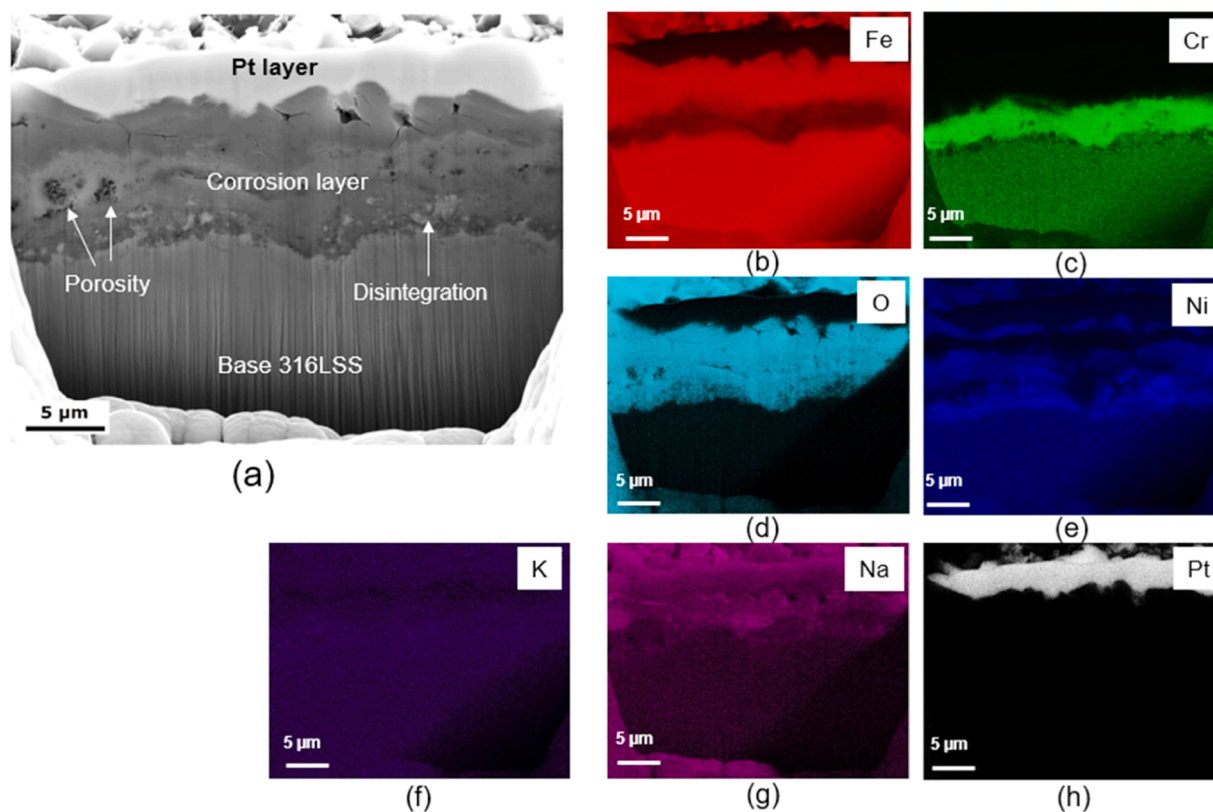 Pt layer
Corrosion layer
Porosity
Disintegration
Base 316LSS
5 µm
(a)
Fe
5 µm
(b)
Cr
5 µm
(c)
O
5 µm
(d)
Ni
5 µm
(e)
K
5 µm
(f)
Na
5 µm
(g)
Pt
5 µm
(h)